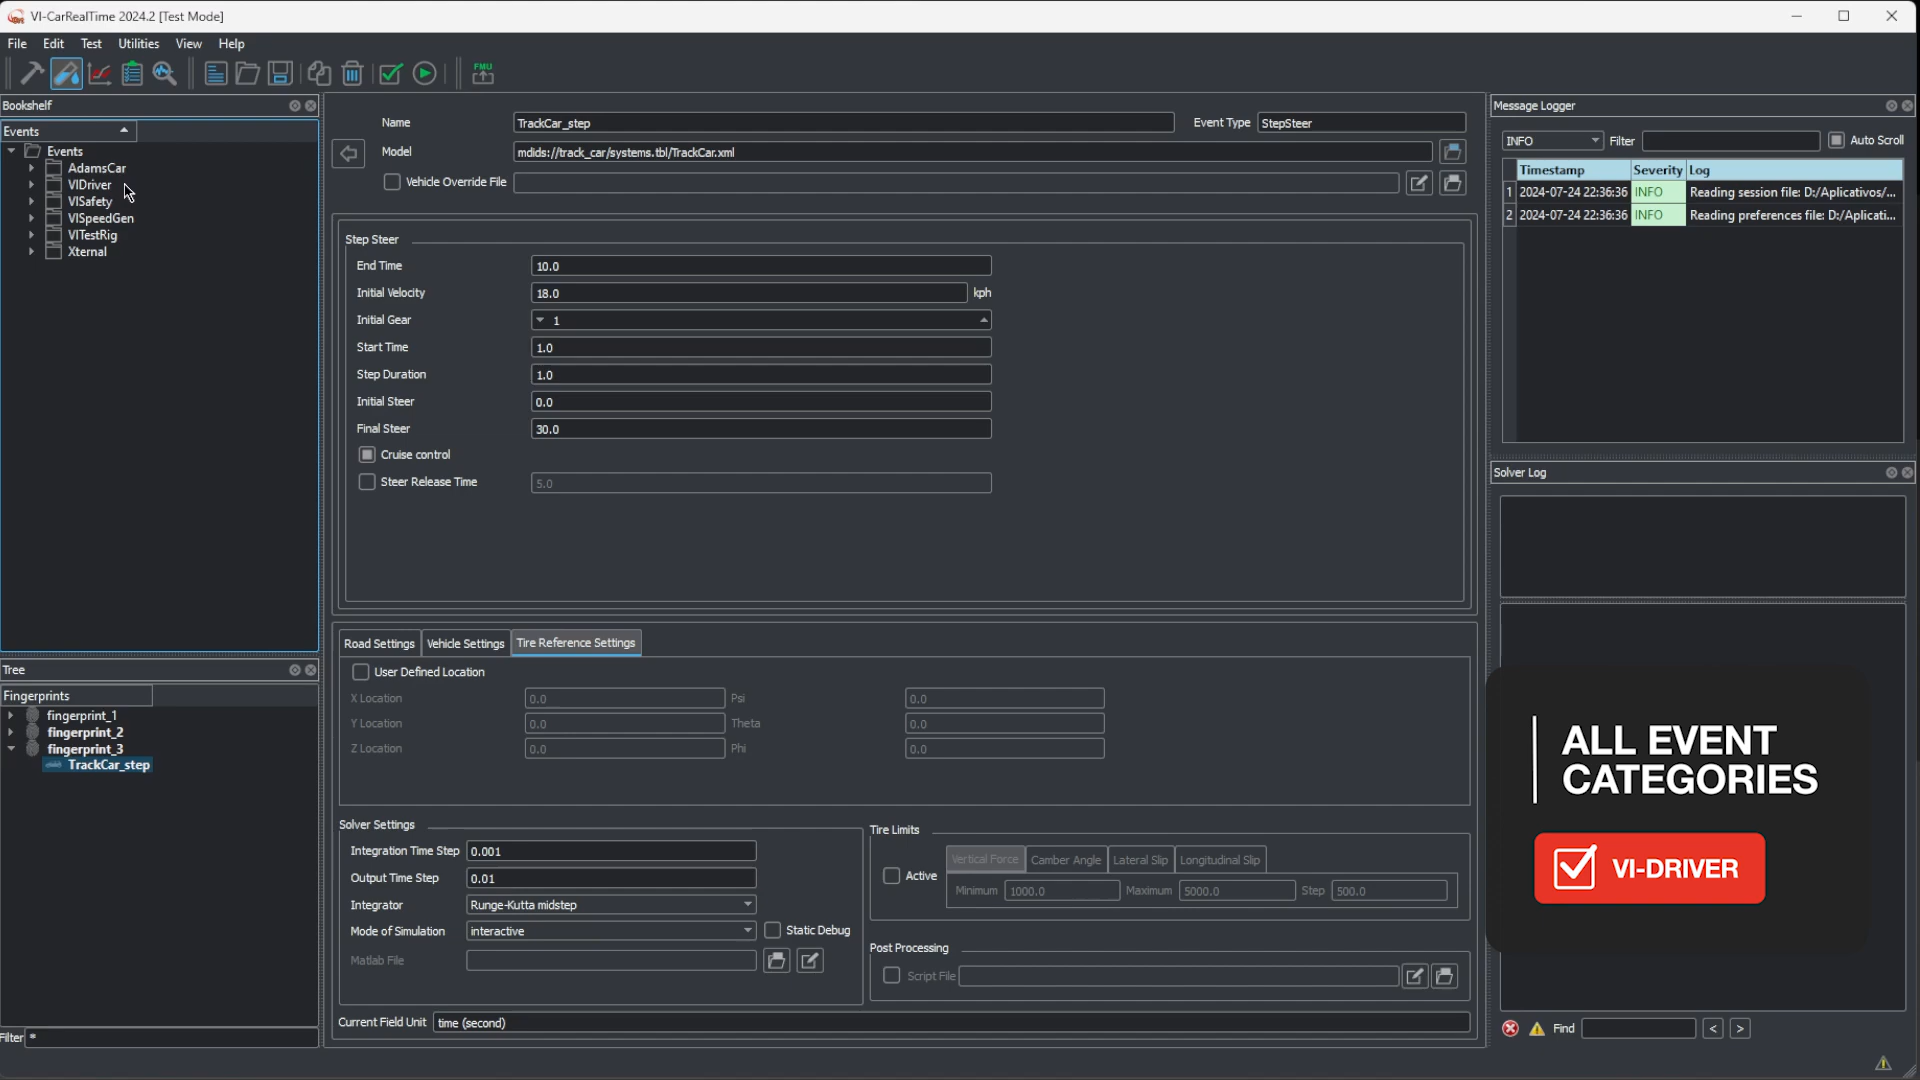 VI-CarRealTime 2024.2 [Test Mode]
File Edit Test Utilities View Help
FMU
Bookshelf
Events
Events
AdamsCar
VIDriver
VISafety
VISpeedGen
VITestRig
Xternal
Tree
Fingerprints
fingerprint_1
fingerprint_2
fingerprint_3
TrackCar_step
Filter *
Name TrackCar_step Event Type StepSteer
Model mdids://track_car/systems.tbl/TrackCar.xml
Vehicle Override File
Step Steer
End Time 10.0
Initial Velocity 18.0 kph
Initial Gear 1
Start Time 1.0
Step Duration 1.0
Initial Steer 0.0
Final Steer 30.0
Cruise control
Steer Release Time 5.0
Road Settings Vehicle Settings Tire Reference Settings
User Defined Location
X Location 0.0 Psi 0.0
Y Location 0.0 Theta 0.0
Z Location 0.0 Phi 0.0
Solver Settings
Integration Time Step 0.001
Output Time Step 0.01
Integrator Runge-Kutta midstep
Mode of Simulation interactive Static Debug
Matlab File
Tire Limits
Vertical Force Camber Angle Lateral Slip Longitudinal Slip
Active
Minimum 1000.0 Maximum 5000.0 Step 500.0
Post Processing
Script File
Current Field Unit time (second)
Message Logger
INFO Filter Auto Scroll
Timestamp Severity Log
1 2024-07-24 22:36:36 INFO Reading session file: D:/Aplicativos/...
2 2024-07-24 22:36:36 INFO Reading preferences file: D:/Aplicati...
Solver Log
ALL EVENT
CATEGORIES
VI-DRIVER
Find < >